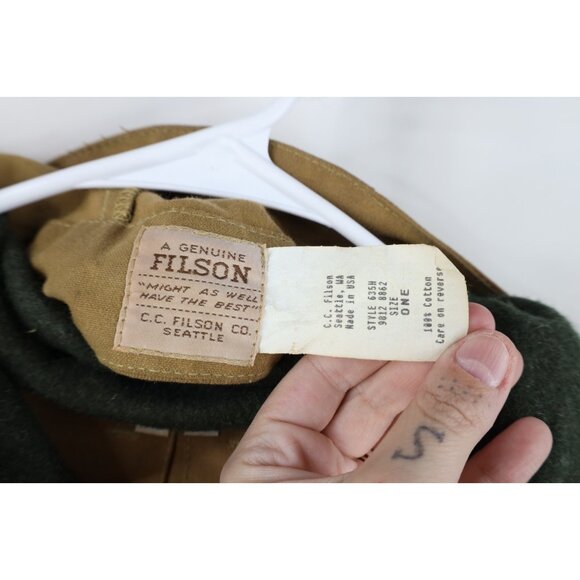 A GENUINE
FILSON
"MIGHT AS WELL
HAVE THE BEST"
C.C. FILSON CO.
SEATTLE
C.C. Filson
Seattle, WA
Made in USA
STYLE 635H
9812 8862
SIZE
ONE
100% Cotton
Care on reverse